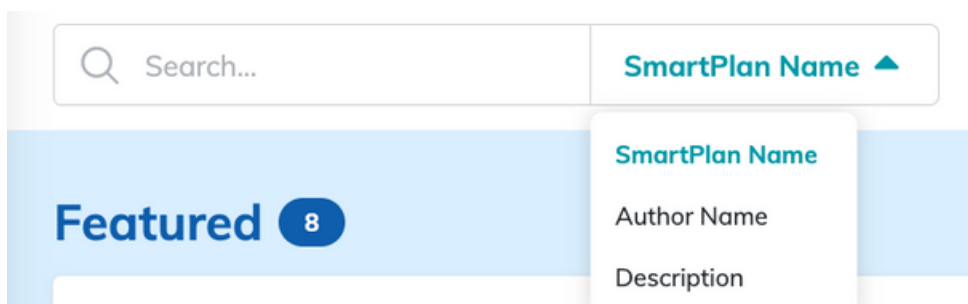 Search...
SmartPlan Name
SmartPlan Name
Author Name
Featured 8
Description